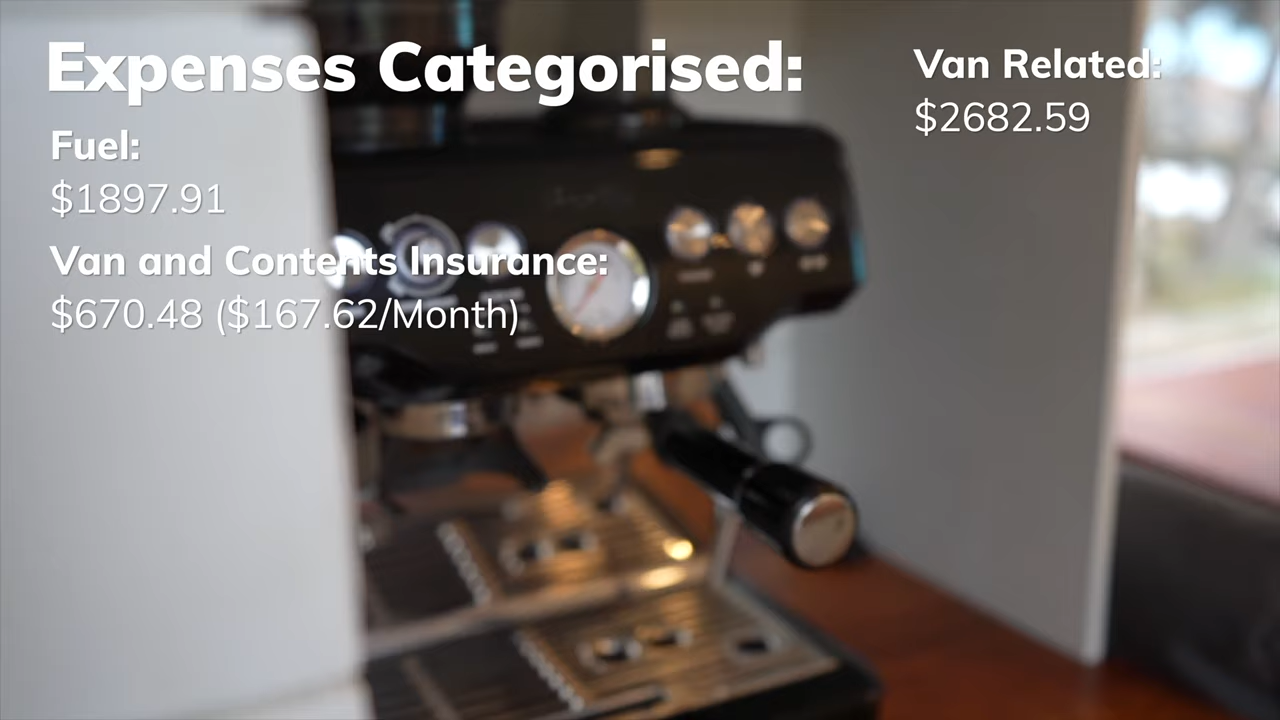 Expenses Categorised:
Fuel:
$1897.91
Van and Contents Insurance:
$670.48 ($167.62/Month)
Van Related:
$2682.59